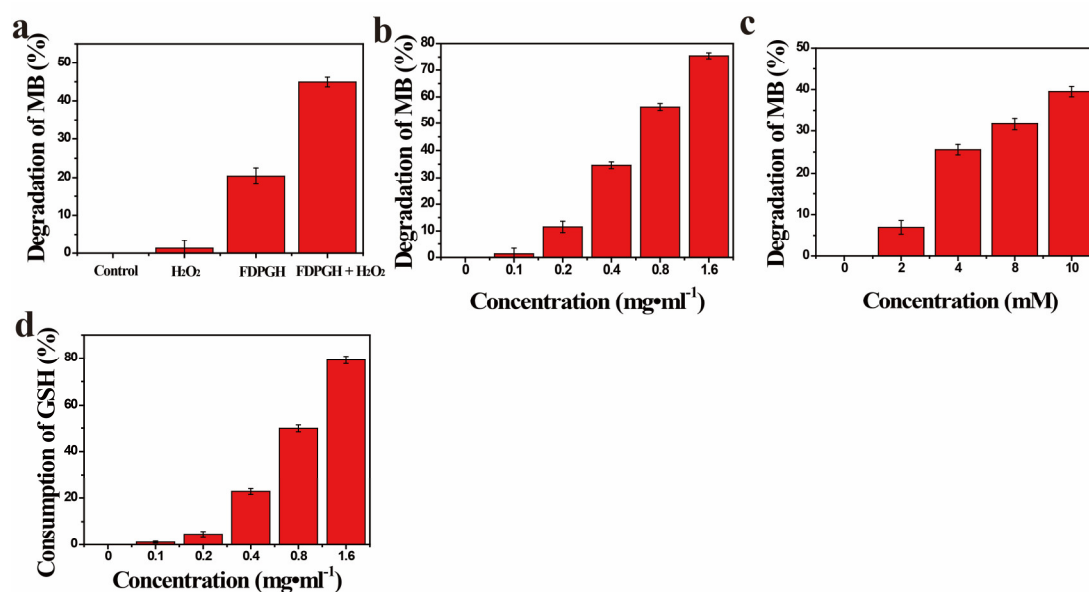 a
Degradation of MB (%)
50
40
30
20
10
0
Control H₂O₂ FDPGH FDPGH + H₂O₂
b
Degradation of MB (%)
80
70
60
50
40
30
20
10
0
0 0.1 0.2 0.4 0.8 1.6
Concentration (mg•ml⁻¹)
c
Degradation of MB (%)
50
40
30
20
10
0
0 2 4 8 10
Concentration (mM)
d
Consumption of GSH (%)
80
60
40
20
0
0 0.1 0.2 0.4 0.8 1.6
Concentration (mg•ml⁻¹)